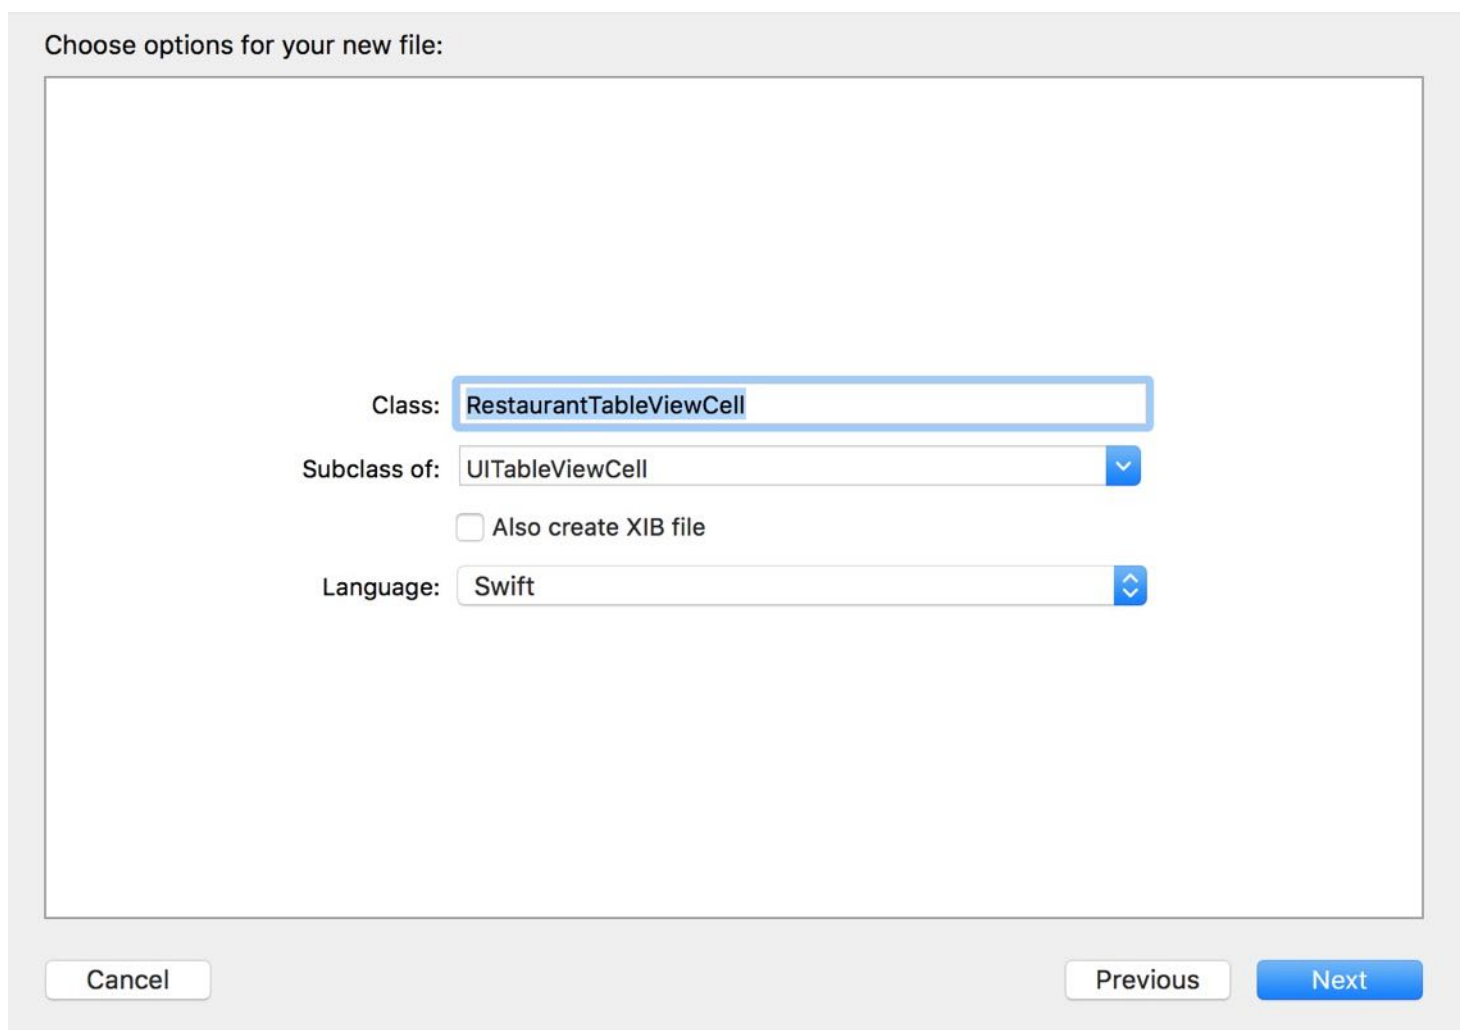 Choose options for your new file:
Class: RestaurantTableViewCell
Subclass of: UITableViewCell
Also create XIB file
Language: Swift
Cancel Previous Next